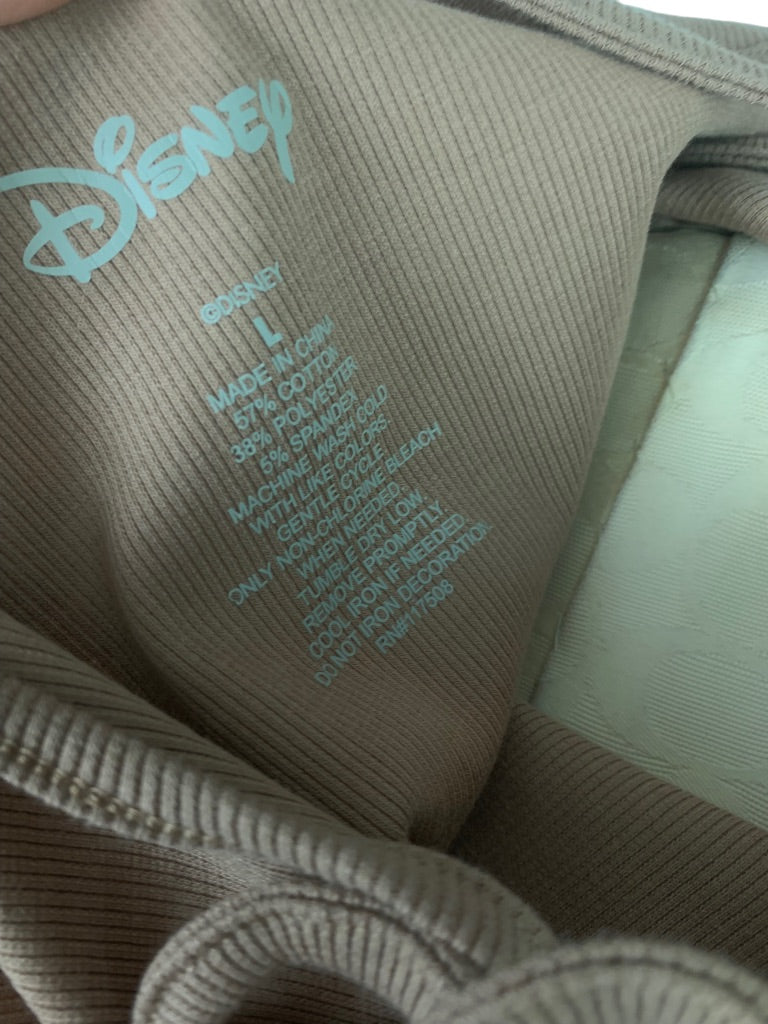 Disney
©DISNEY
L
MADE IN CHINA
57% COTTON
38% POLYESTER
5% SPANDEX
MACHINE WASH COLD
WITH LIKE COLORS.
GENTLE CYCLE
ONLY NON-CHLORINE BLEACH
WHEN NEEDED.
TUMBLE DRY LOW.
REMOVE PROMPTLY
COOL IRON IF NEEDED
DO NOT IRON DECORATION.
RN#117508